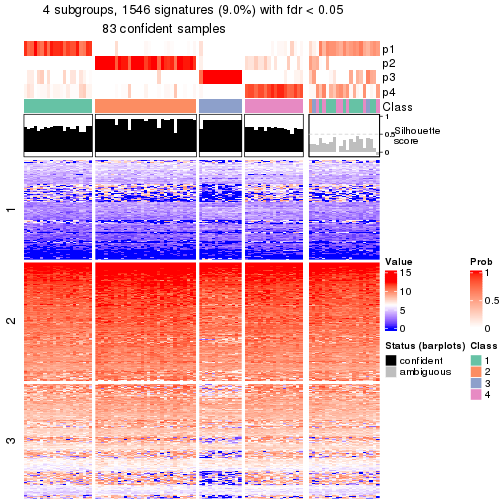 4 subgroups, 1546 signatures (9.0%) with fdr < 0.05
83 confident samples
p1
p2
p3
p4
Class
1
0.5
0
Silhouette
score
1
2
3
Value
15
10
5
0
Prob
1
0.5
0
Status (barplots)
confident
ambiguous
Class
1
2
3
4